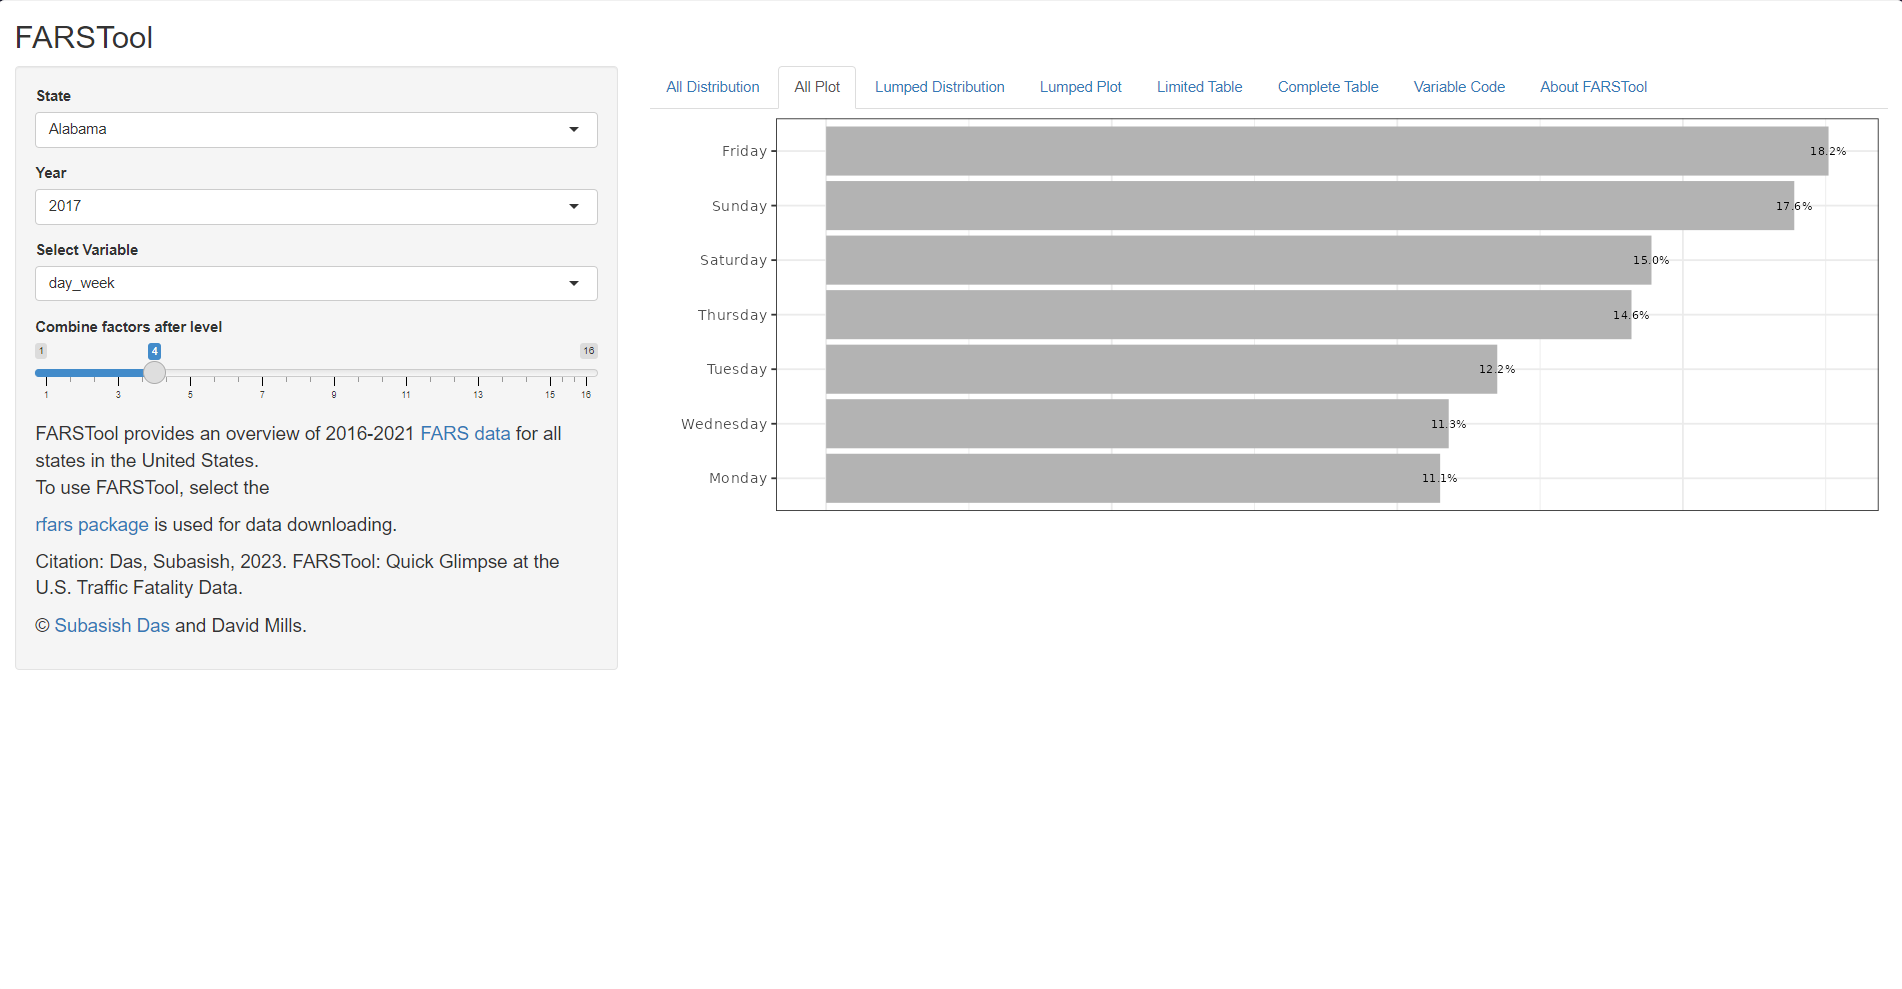 FARSTool
State
Alabama
Year
2017
Select Variable
day_week
Combine factors after level
1 4 16
1 3 5 7 9 11 13 15 16
FARSTool provides an overview of 2016-2021 FARS data for all
states in the United States.
To use FARSTool, select the
rfars package is used for data downloading.
Citation: Das, Subasish, 2023. FARSTool: Quick Glimpse at the
U.S. Traffic Fatality Data.
© Subasish Das and David Mills.
All Distribution All Plot Lumped Distribution Lumped Plot Limited Table Complete Table Variable Code About FARSTool
Friday 18.2%
Sunday 17.6%
Saturday 15.0%
Thursday 14.6%
Tuesday 12.2%
Wednesday 11.3%
Monday 11.1%